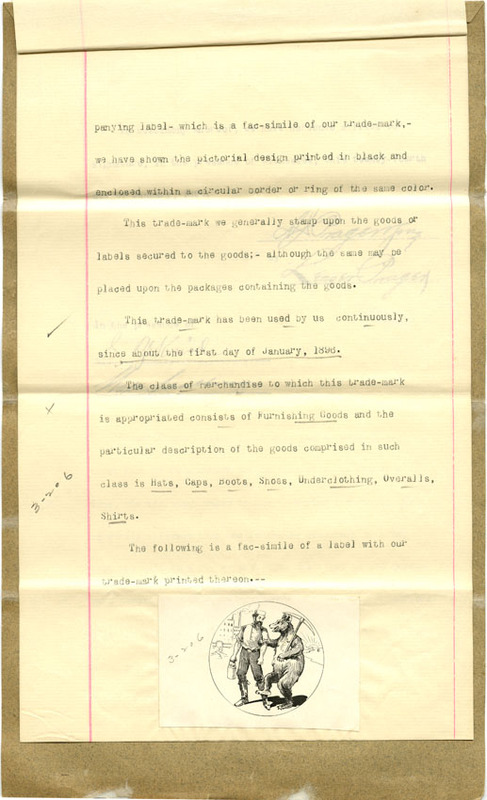 panying label- which is a fac-simile of our trade-mark,-
we have shown the pictorial design printed in black and
enclosed within a circular border or ring of the same color.
This trade-mark we generally stamp upon the goods or
labels secured to the goods;- although the same may be
placed upon the packages containing the goods.
This trade-mark has been used by us continuously,
since about the first day of January, 1898.
The class of merchandise to which this trade-mark
is appropriated consists of Furnishing Goods and the
particular description of the goods comprised in such
class is Hats, Caps, Boots, Shoes, Underclothing, Overalls,
3-2-6
Shirts.
The following is a fac-simile of a label with our
trade-mark printed thereon.--
3-2-6